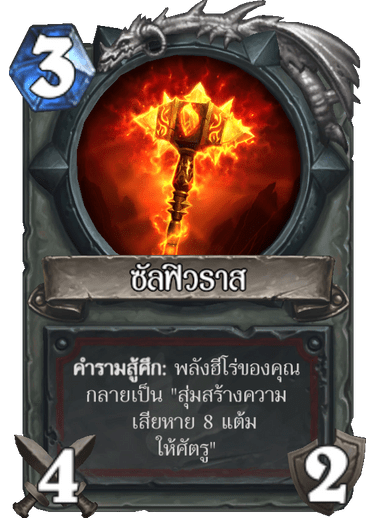 3
ซัลฟิวราส
คำรามสู้ศึก: พลังฮีโร่ของคุณ
กลายเป็น "สุ่มสร้างความ
เสียหาย 8 แต้ม
ให้ศัตรู"
4
2